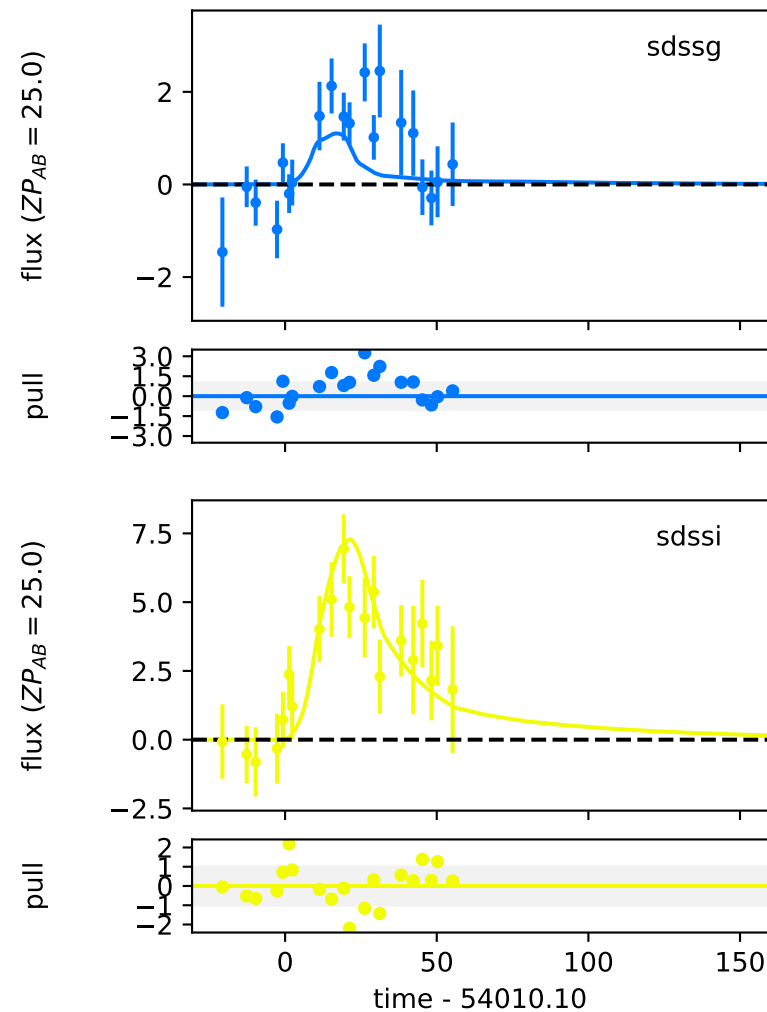 sdssg
flux (ZP_AB = 25.0)
2
0
−2
pull
3.0
1.5
0.0
−1.5
−3.0
sdssi
flux (ZP_AB = 25.0)
7.5
5.0
2.5
0.0
−2.5
pull
2
1
0
−1
−2
0 50 100 150
time - 54010.10